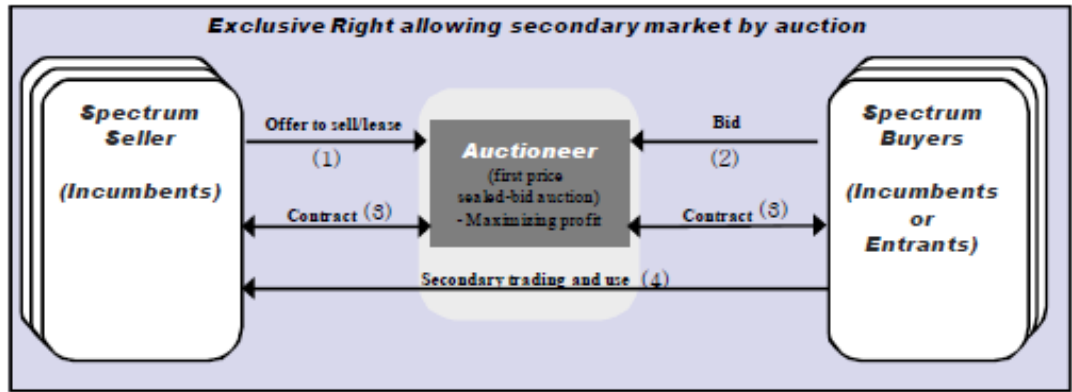 Exclusive Right allowing secondary market by auction
Spectrum
Seller
(Incumbents)
Offer to sell/lease
(1)
Contract (3)
Auctioneer
(first price
sealed-bid auction)
- Maximizing profit
Bid
(2)
Contract (3)
Secondary trading and use (4)
Spectrum
Buyers
(Incumbents
or
Entrants)